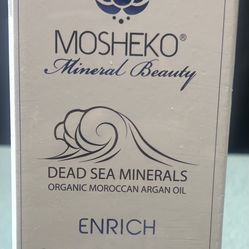 MOSHEKO®
Mineral Beauty
DEAD SEA MINERALS
ORGANIC MOROCCAN ARGAN OIL
ENRICH